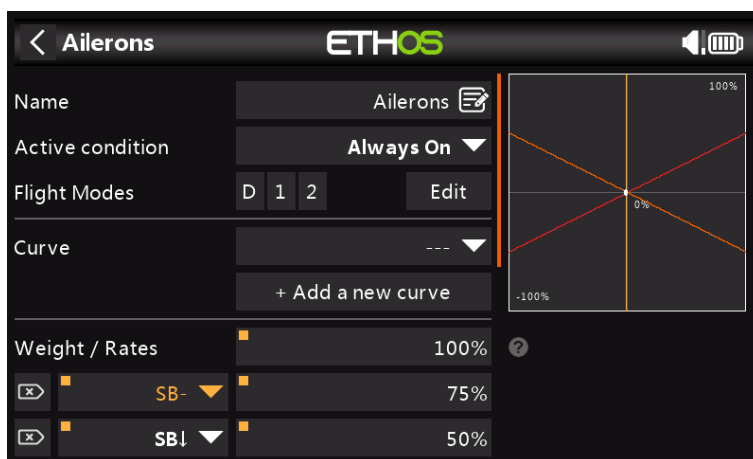 Ailerons
ETHOS
Name
Ailerons
Active condition
Always On
Flight Modes
D 1 2
Edit
Curve
---
+ Add a new curve
Weight / Rates
100%
SB-
75%
SB↓
50%
100%
0%
-100%
?